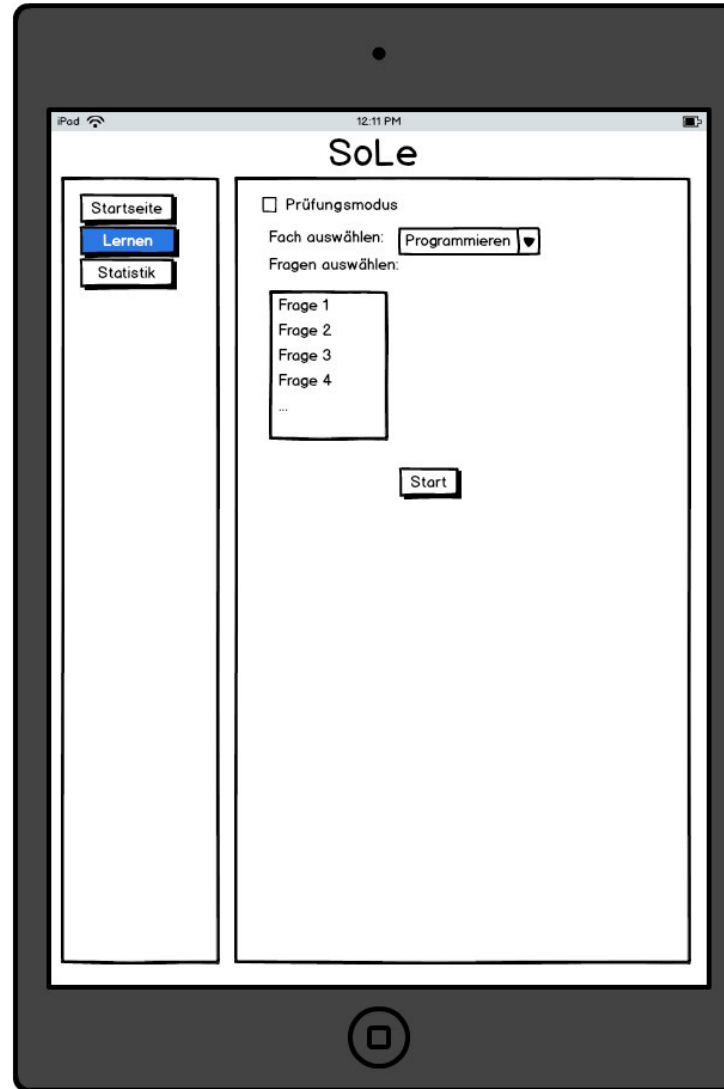 iPad 12:11 PM
SoLe
Startseite
Lernen
Statistik
Prüfungsmodus
Fach auswählen: Programmieren
Fragen auswählen:
Frage 1
Frage 2
Frage 3
Frage 4
...
Start